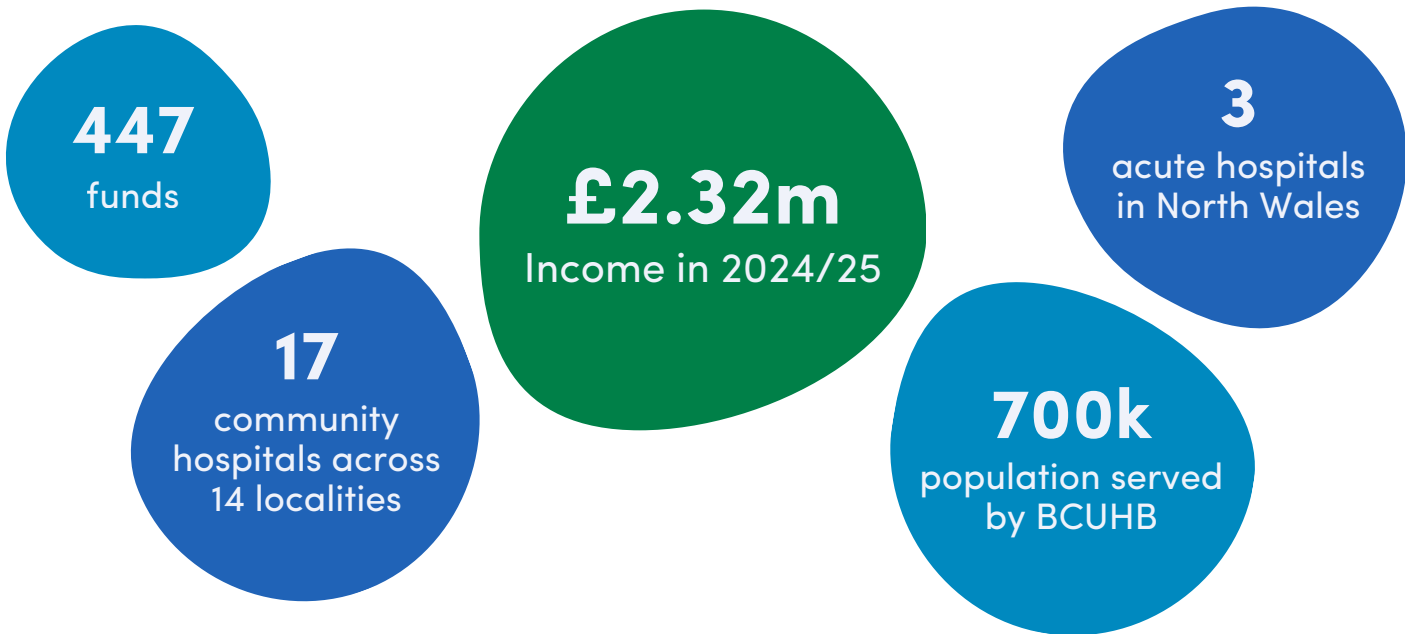 447
funds
17
community
hospitals across
14 localities
£2.32m
Income in 2024/25
3
acute hospitals
in North Wales
700k
population served
by BCUHB